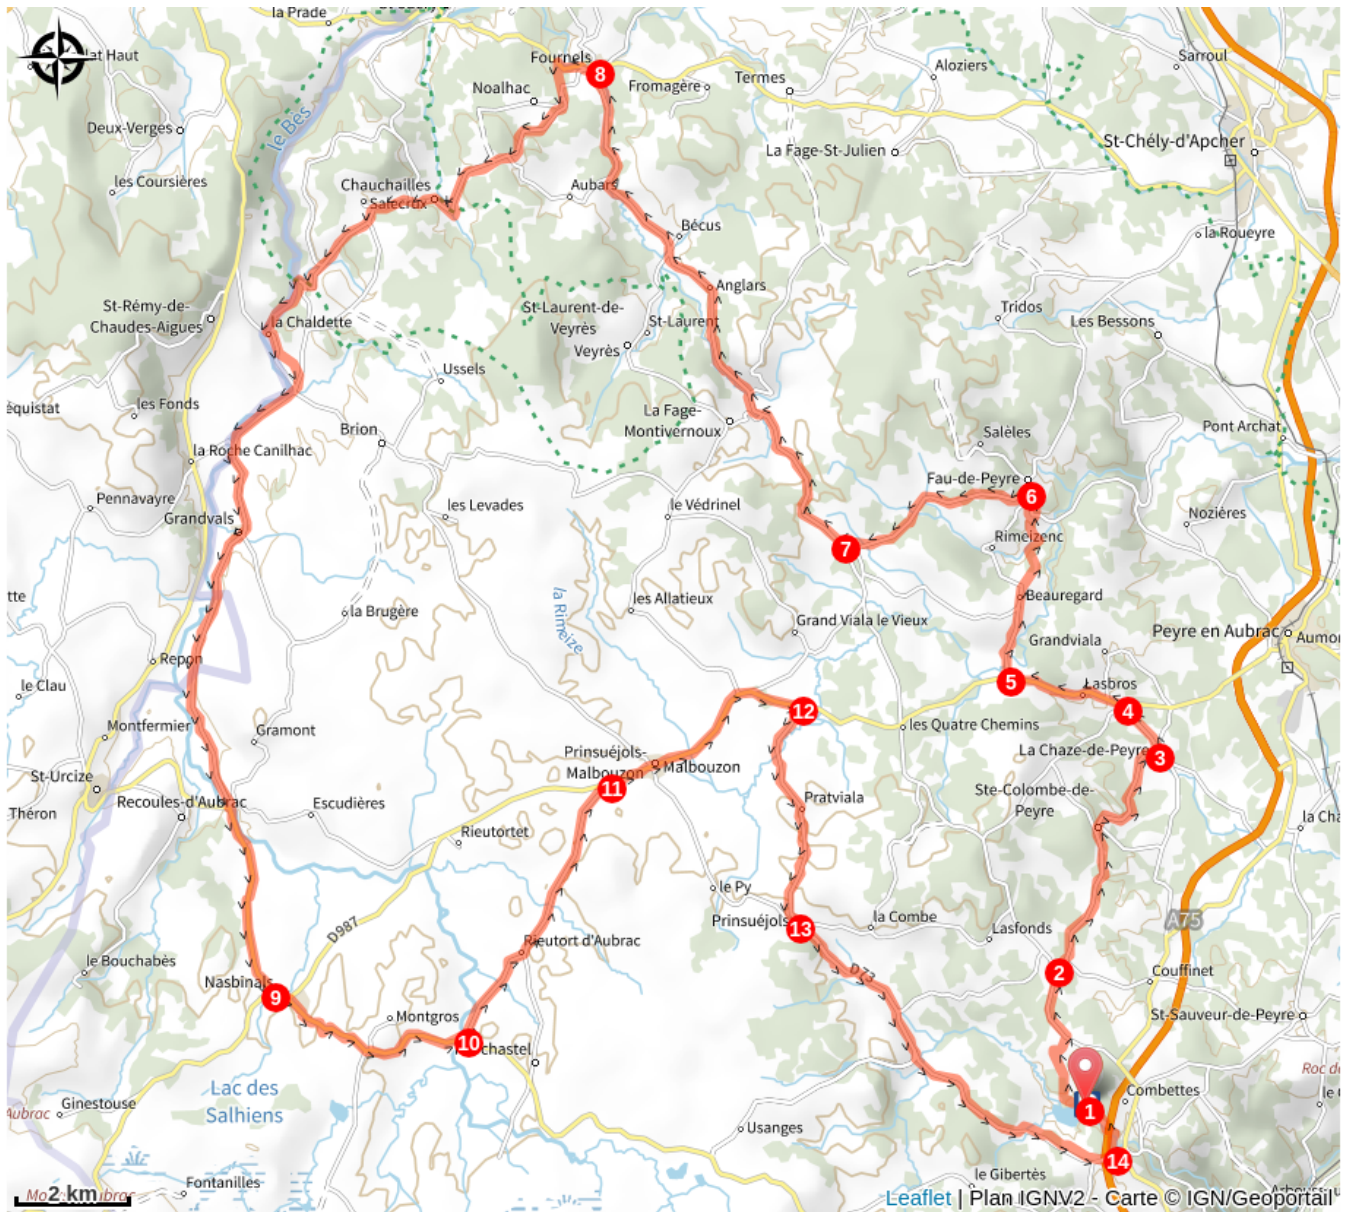 la Prade
Sarroul
Fournels
8
Aloziers
Termes
Noalhac
Fromagère
Deux-Verges
le Bès
St-Chély-d'Apcher
La Fage-St-Julien
les Coursières
Chauchailles
Aubars
Salecrox
Bécus
la Roueyre
Anglars
St-Rémy-de-
Chaudes-Aigues
St-Laurent-de-
Veyrès
Tridos
la Chaldette
St-Laurent
Les Bessons
Veyrès
Ussels
les Fonds
La Fage-
Montivernoux
Brion
Salèles
Pont Archat
la Roche Canilhac
Fau-de-Peyre
6
Pennavayre
les Levades
le Védrinel
Nozières
Grandvals
Rimeizenc
7
la Rimeize
Beauregard
les Allatieux
la Brugère
Grand Viala le Vieux
Grandviala
Peyre en Aubrac
Repon
le Clau
5
Lasbros
4
12
Montfermier
Gramont
les Quatre Chemins
La Chaze-de-Peyre
3
Prinsuéjols-
Malbouzon
Malbouzon
St-Urcize
11
Ste-Colombe-de-
Peyre
Recoules-d'Aubrac
Escudières
Pratviala
Théron
Rieutortet
le Py
A75
Prinsuéjols
13
la Combe
Lasfonds
D987
Rieutort d'Aubrac
le Bouchabès
D73
2
Couffinet
Nasbinals
9
Montgros
St-Sauveur-de-Peyre
10
chastel
Lac des
Salhiens
Combettes
Ginestouse
Aubrac
1
Usanges
14
le Gibertès
Fontanilles
2 km
Leaflet | Plan IGNV2 - Carte © IGN/Geoportail